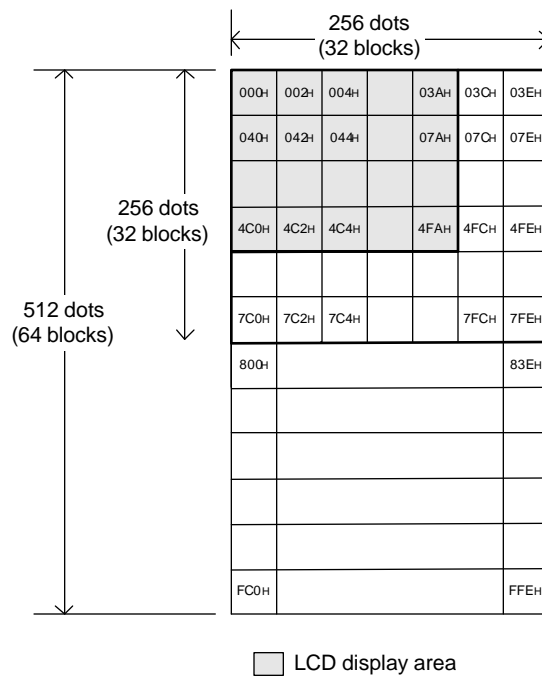 256 dots
(32 blocks)
000H 002H 004H 03AH 03CH 03EH
040H 042H 044H 07AH 07CH 07EH
256 dots
(32 blocks)
4C0H 4C2H 4C4H 4FAH 4FCH 4FEH
512 dots
(64 blocks)
7C0H 7C2H 7C4H 7FCH 7FEH
800H 83EH
FC0H FFEH
LCD display area